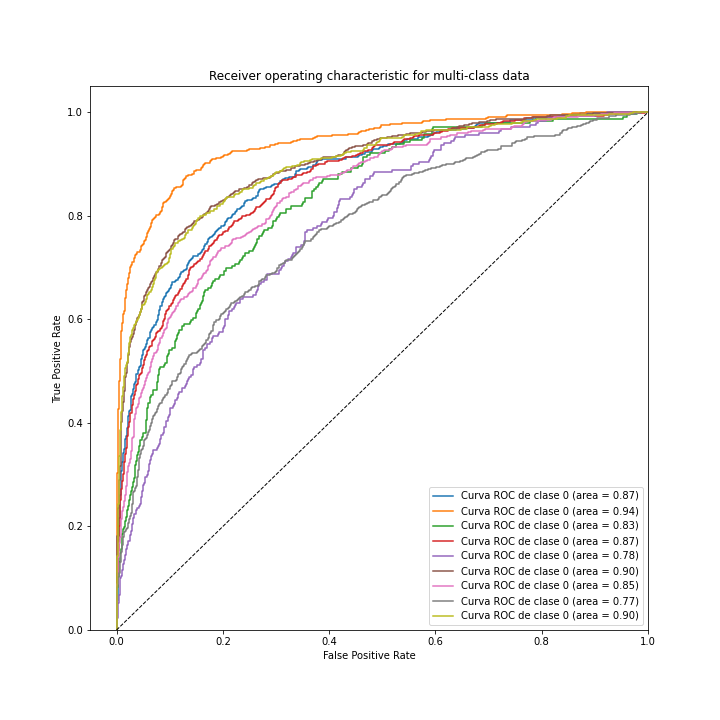 Receiver operating characteristic for multi-class data
1.0
0.8
0.6
0.4
0.2
0.0
True Positive Rate
Curva ROC de clase 0 (area = 0.87)
Curva ROC de clase 0 (area = 0.94)
Curva ROC de clase 0 (area = 0.83)
Curva ROC de clase 0 (area = 0.87)
Curva ROC de clase 0 (area = 0.78)
Curva ROC de clase 0 (area = 0.90)
Curva ROC de clase 0 (area = 0.85)
Curva ROC de clase 0 (area = 0.77)
Curva ROC de clase 0 (area = 0.90)
0.0 0.2 0.4 0.6 0.8 1.0
False Positive Rate